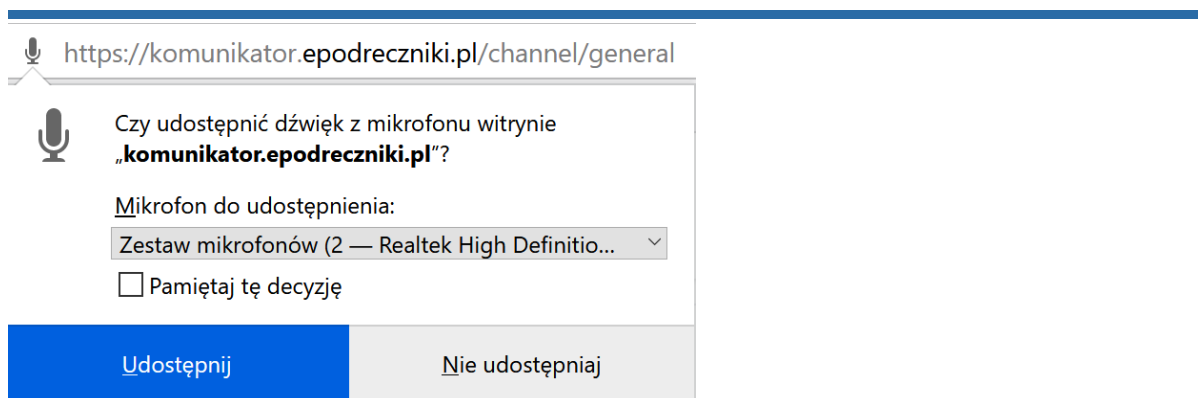 https://komunikator.epodreczniki.pl/channel/general
Czy udostępnić dźwięk z mikrofonu witrynie
„komunikator.epodreczniki.pl”?
Mikrofon do udostępnienia:
Zestaw mikrofonów (2 — Realtek High Definitio...
Pamiętaj tę decyzję
Udostępnij
Nie udostępniaj